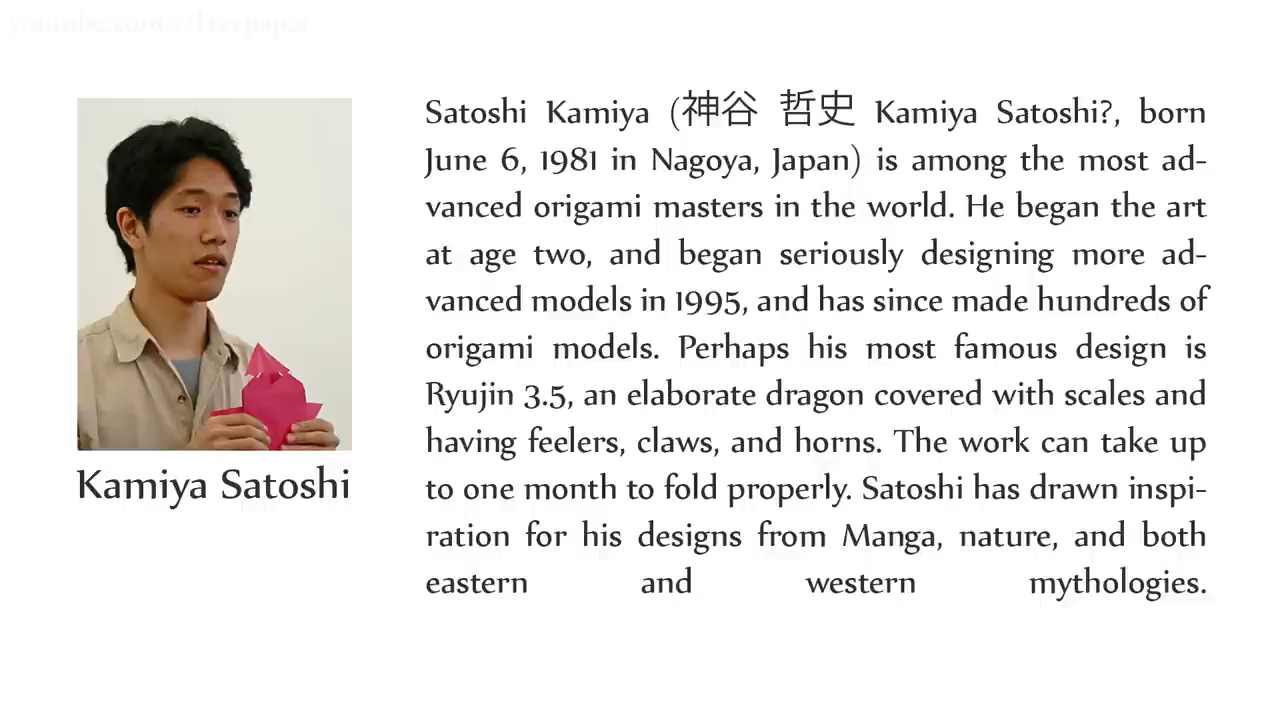 Satoshi Kamiya (神谷 哲史 Kamiya Satoshi?, born
June 6, 1981 in Nagoya, Japan) is among the most ad-
vanced origami masters in the world. He began the art
at age two, and began seriously designing more ad-
vanced models in 1995, and has since made hundreds of
origami models. Perhaps his most famous design is
Ryujin 3.5, an elaborate dragon covered with scales and
having feelers, claws, and horns. The work can take up
to one month to fold properly. Satoshi has drawn inspi-
ration for his designs from Manga, nature, and both
eastern and western mythologies.
Kamiya Satoshi